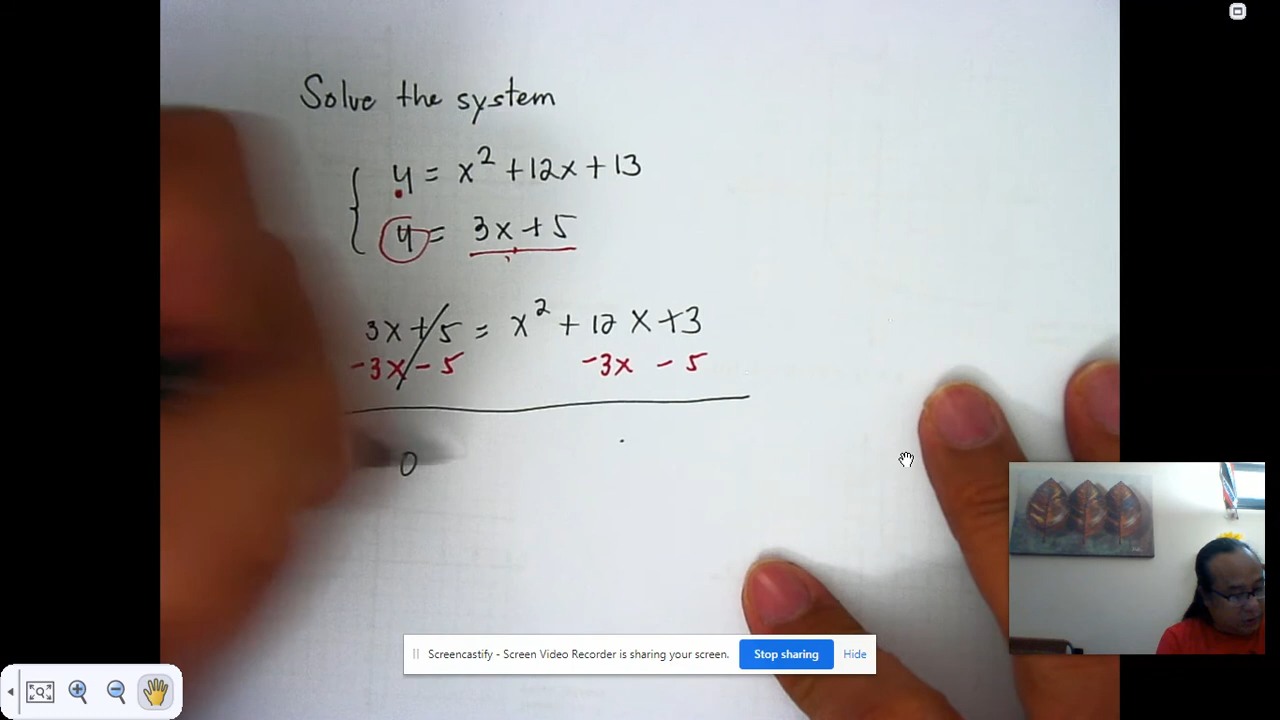 Solve the system
y = x² + 12x + 13
y = 3x + 5
3x + 5 = x² + 12x + 3
-3x - 5 -3x - 5
0
Screencastify - Screen Video Recorder is sharing your screen. Stop sharing Hide